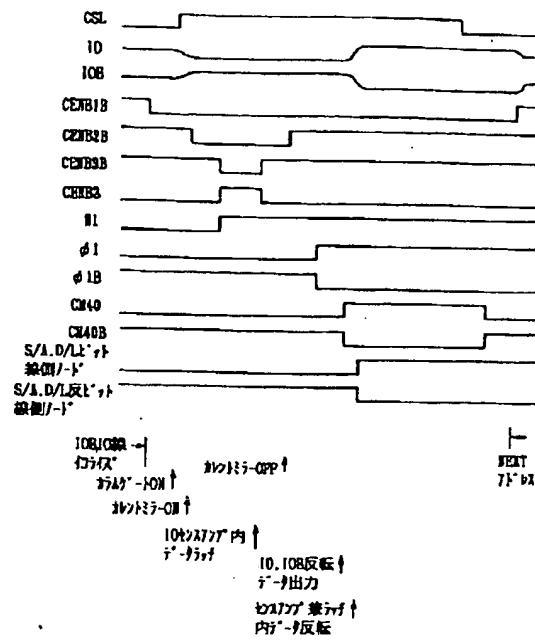 CSL
IO
IOB
CENB1B
CENB2B
CENB3B
CENB3
N1
φ1
φ1B
CM40
CM40B
S/A.D/Lビット
線側ノード
S/A.D/L反ビット
線側ノード
IOB,IO線
イコライズ
NEXT
アドレス
カラムゲートON
カレントミラーOFF
カレントミラーON
IOセンスアンプ内
データラッチ
IO,IOB反転
データ出力
センスアンプ兼ラッチ
内データ反転